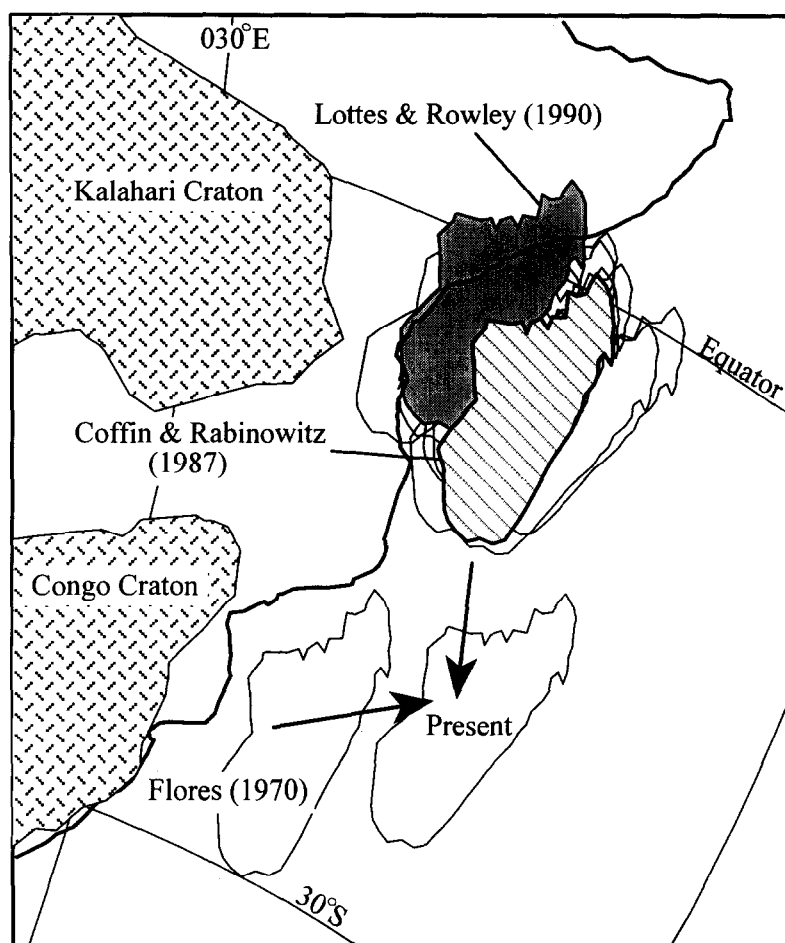 030°E
Lottes & Rowley (1990)
Kalahari Craton
Equator
Coffin & Rabinowitz
(1987)
Congo Craton
Present
Flores (1970)
30°S